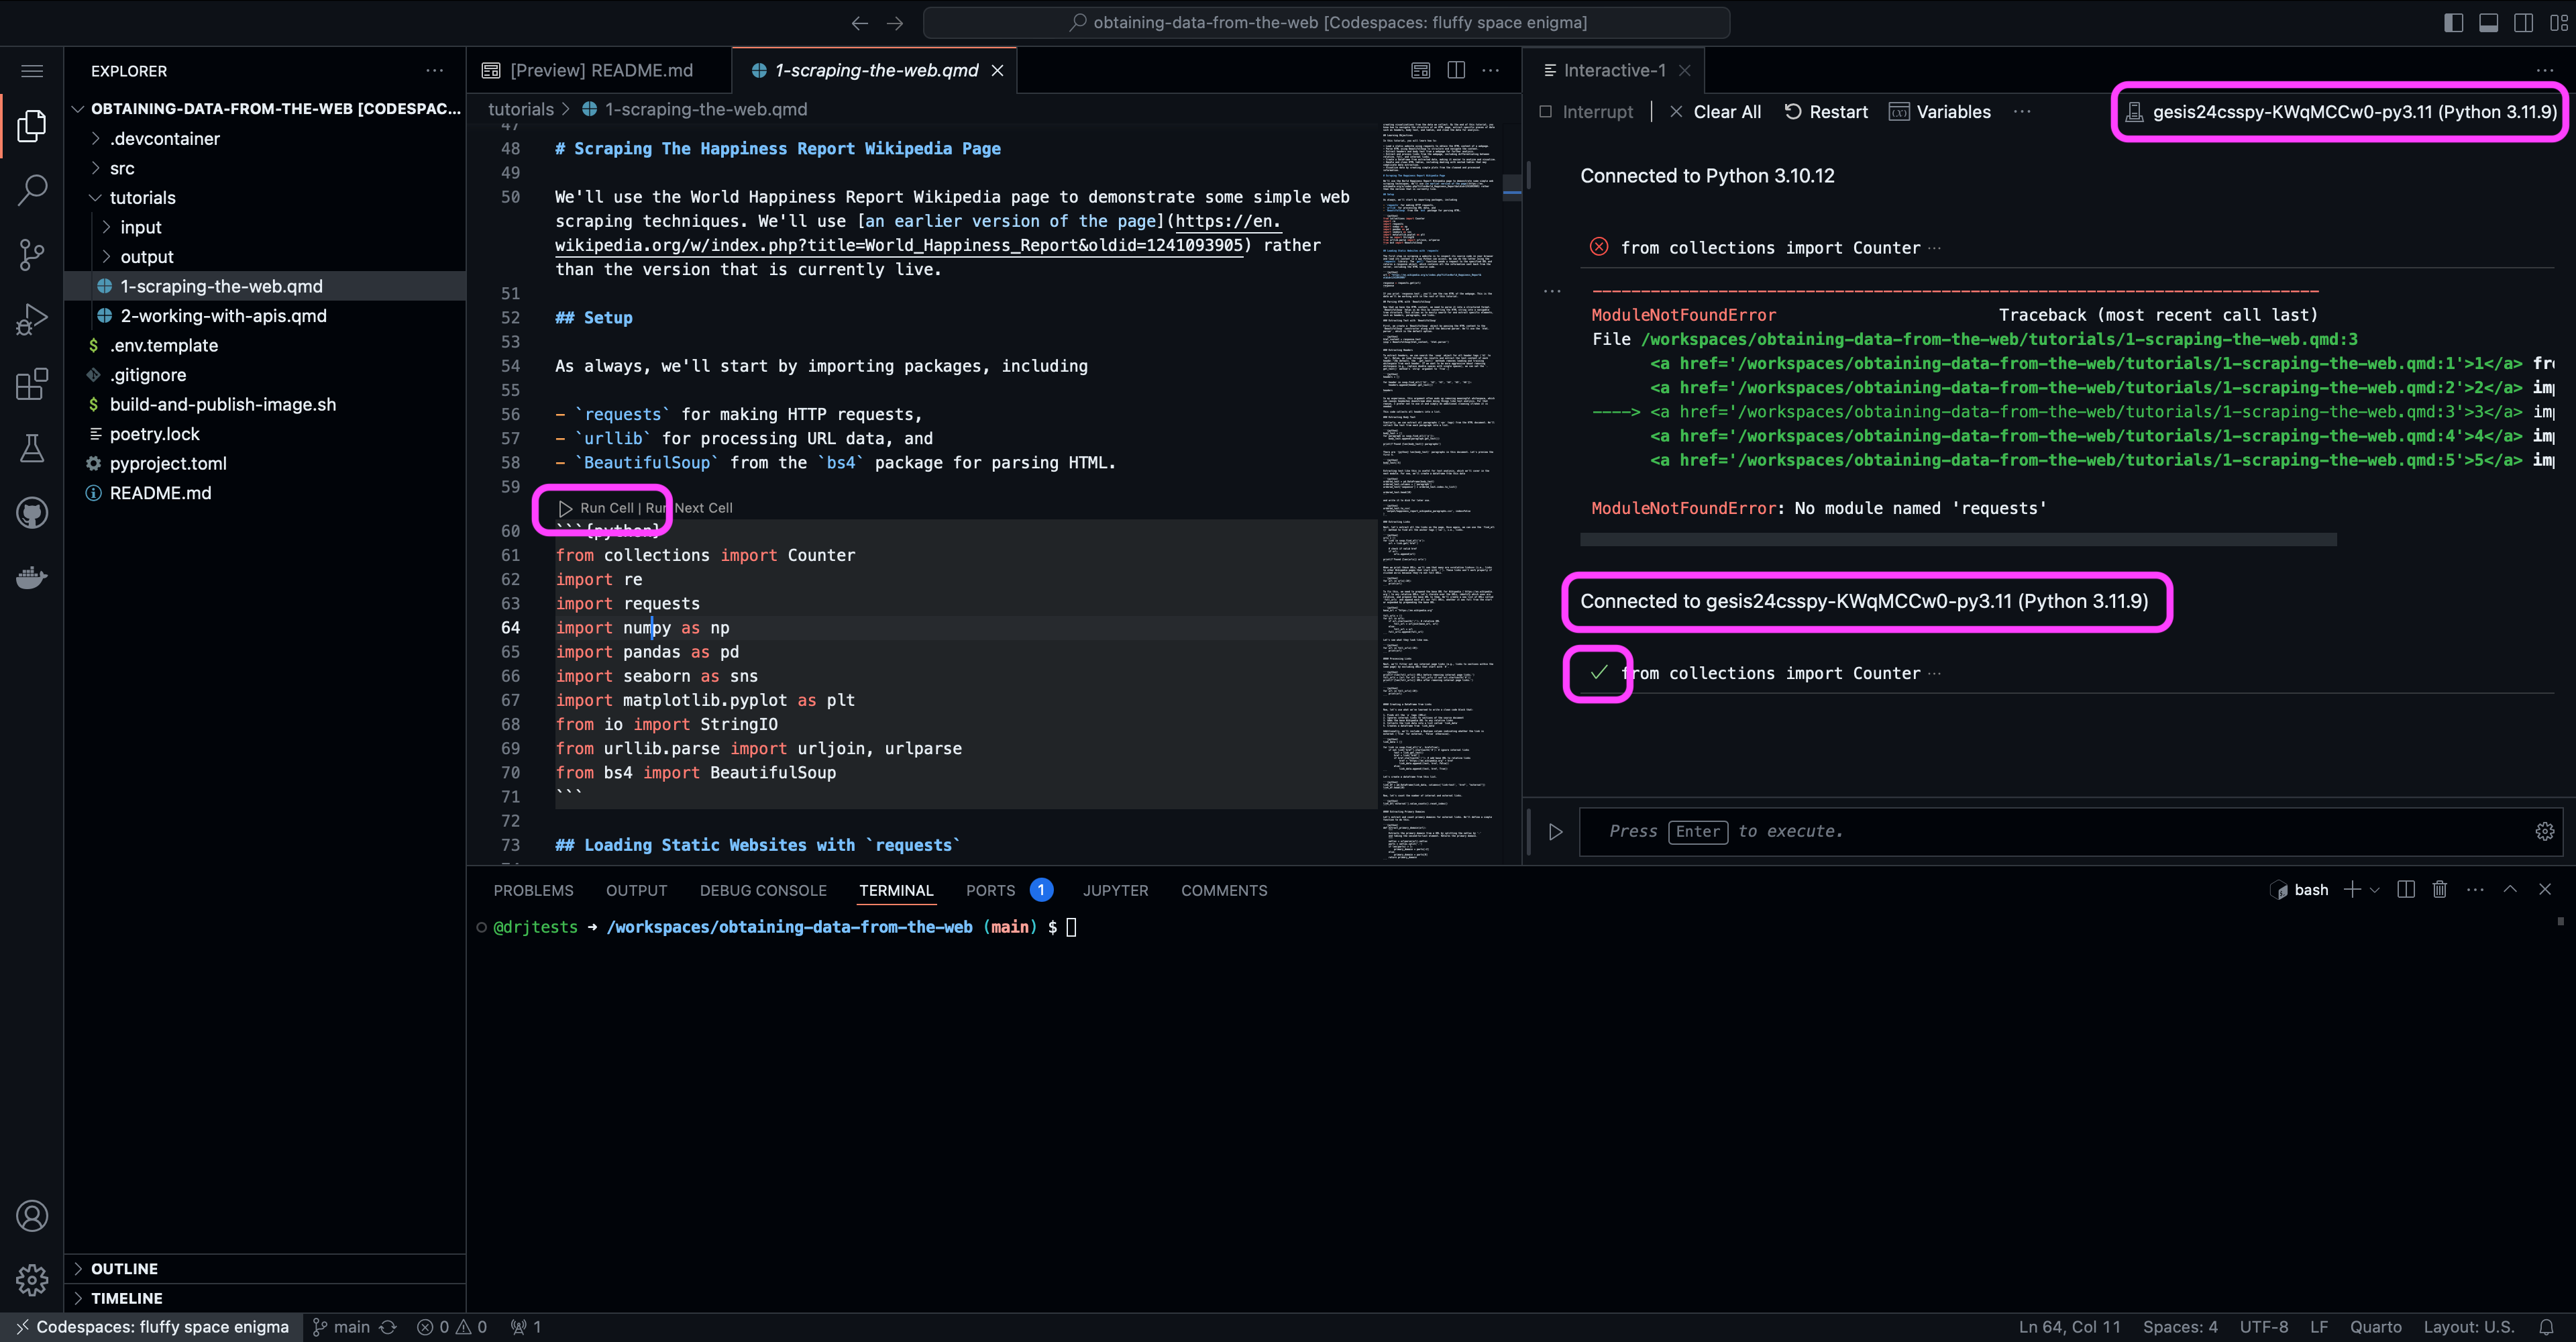 obtaining-data-from-the-web [Codespaces: fluffy space enigma]
EXPLORER
OBTAINING-DATA-FROM-THE-WEB [CODESPAC...
.devcontainer
src
tutorials
input
output
1-scraping-the-web.qmd
2-working-with-apis.qmd
.env.template
.gitignore
build-and-publish-image.sh
poetry.lock
pyproject.toml
README.md
OUTLINE
TIMELINE
[Preview] README.md
1-scraping-the-web.qmd
tutorials > 1-scraping-the-web.qmd
47
48 # Scraping The Happiness Report Wikipedia Page
49
50 We'll use the World Happiness Report Wikipedia page to demonstrate some simple web
scraping techniques. We'll use [an earlier version of the page](https://en.
wikipedia.org/w/index.php?title=World_Happiness_Report&oldid=1241093905) rather
than the version that is currently live.
51
52 ## Setup
53
54 As always, we'll start by importing packages, including
55
56 - `requests` for making HTTP requests,
57 - `urllib` for processing URL data, and
58 - `BeautifulSoup` from the `bs4` package for parsing HTML.
59
Run Cell | Run Next Cell
60 ```{python}
61 from collections import Counter
62 import re
63 import requests
64 import numpy as np
65 import pandas as pd
66 import seaborn as sns
67 import matplotlib.pyplot as plt
68 from io import StringIO
69 from urllib.parse import urljoin, urlparse
70 from bs4 import BeautifulSoup
71 ```
72
73 ## Loading Static Websites with `requests`
Interactive-1
Interrupt | Clear All Restart Variables ... gesis24csspy-KWqMCCw0-py3.11 (Python 3.11.9)
Connected to Python 3.10.12
from collections import Counter ...
---------------------------------------------------------------------------
ModuleNotFoundError Traceback (most recent call last)
File /workspaces/obtaining-data-from-the-web/tutorials/1-scraping-the-web.qmd:3
<a href='/workspaces/obtaining-data-from-the-web/tutorials/1-scraping-the-web.qmd:1'>1</a> fr
<a href='/workspaces/obtaining-data-from-the-web/tutorials/1-scraping-the-web.qmd:2'>2</a> im
----> <a href='/workspaces/obtaining-data-from-the-web/tutorials/1-scraping-the-web.qmd:3'>3</a> im
<a href='/workspaces/obtaining-data-from-the-web/tutorials/1-scraping-the-web.qmd:4'>4</a> im
<a href='/workspaces/obtaining-data-from-the-web/tutorials/1-scraping-the-web.qmd:5'>5</a> im
ModuleNotFoundError: No module named 'requests'
Connected to gesis24csspy-KWqMCCw0-py3.11 (Python 3.11.9)
from collections import Counter ...
Press Enter to execute.
PROBLEMS OUTPUT DEBUG CONSOLE TERMINAL PORTS 1 JUPYTER COMMENTS
bash
@drjtests → /workspaces/obtaining-data-from-the-web (main) $
Codespaces: fluffy space enigma main 0 0 1
Ln 64, Col 11 Spaces: 4 UTF-8 LF Quarto Layout: U.S.